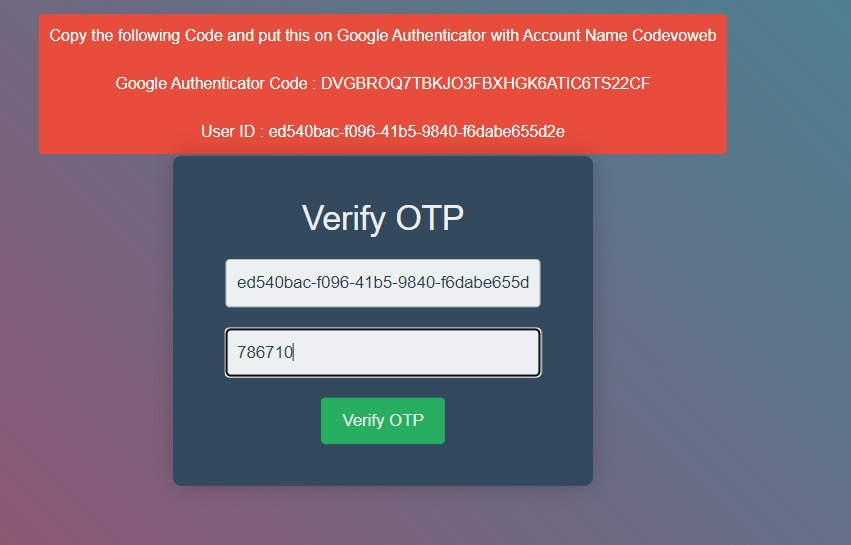 Copy the following Code and put this on Google Authenticator with Account Name Codevoweb
Google Authenticator Code : DVGBROQ7TBKJO3FBXHGK6ATIC6TS22CF
User ID : ed540bac-f096-41b5-9840-f6dabe655d2e
Verify OTP
ed540bac-f096-41b5-9840-f6dabe655d
786710
Verify OTP